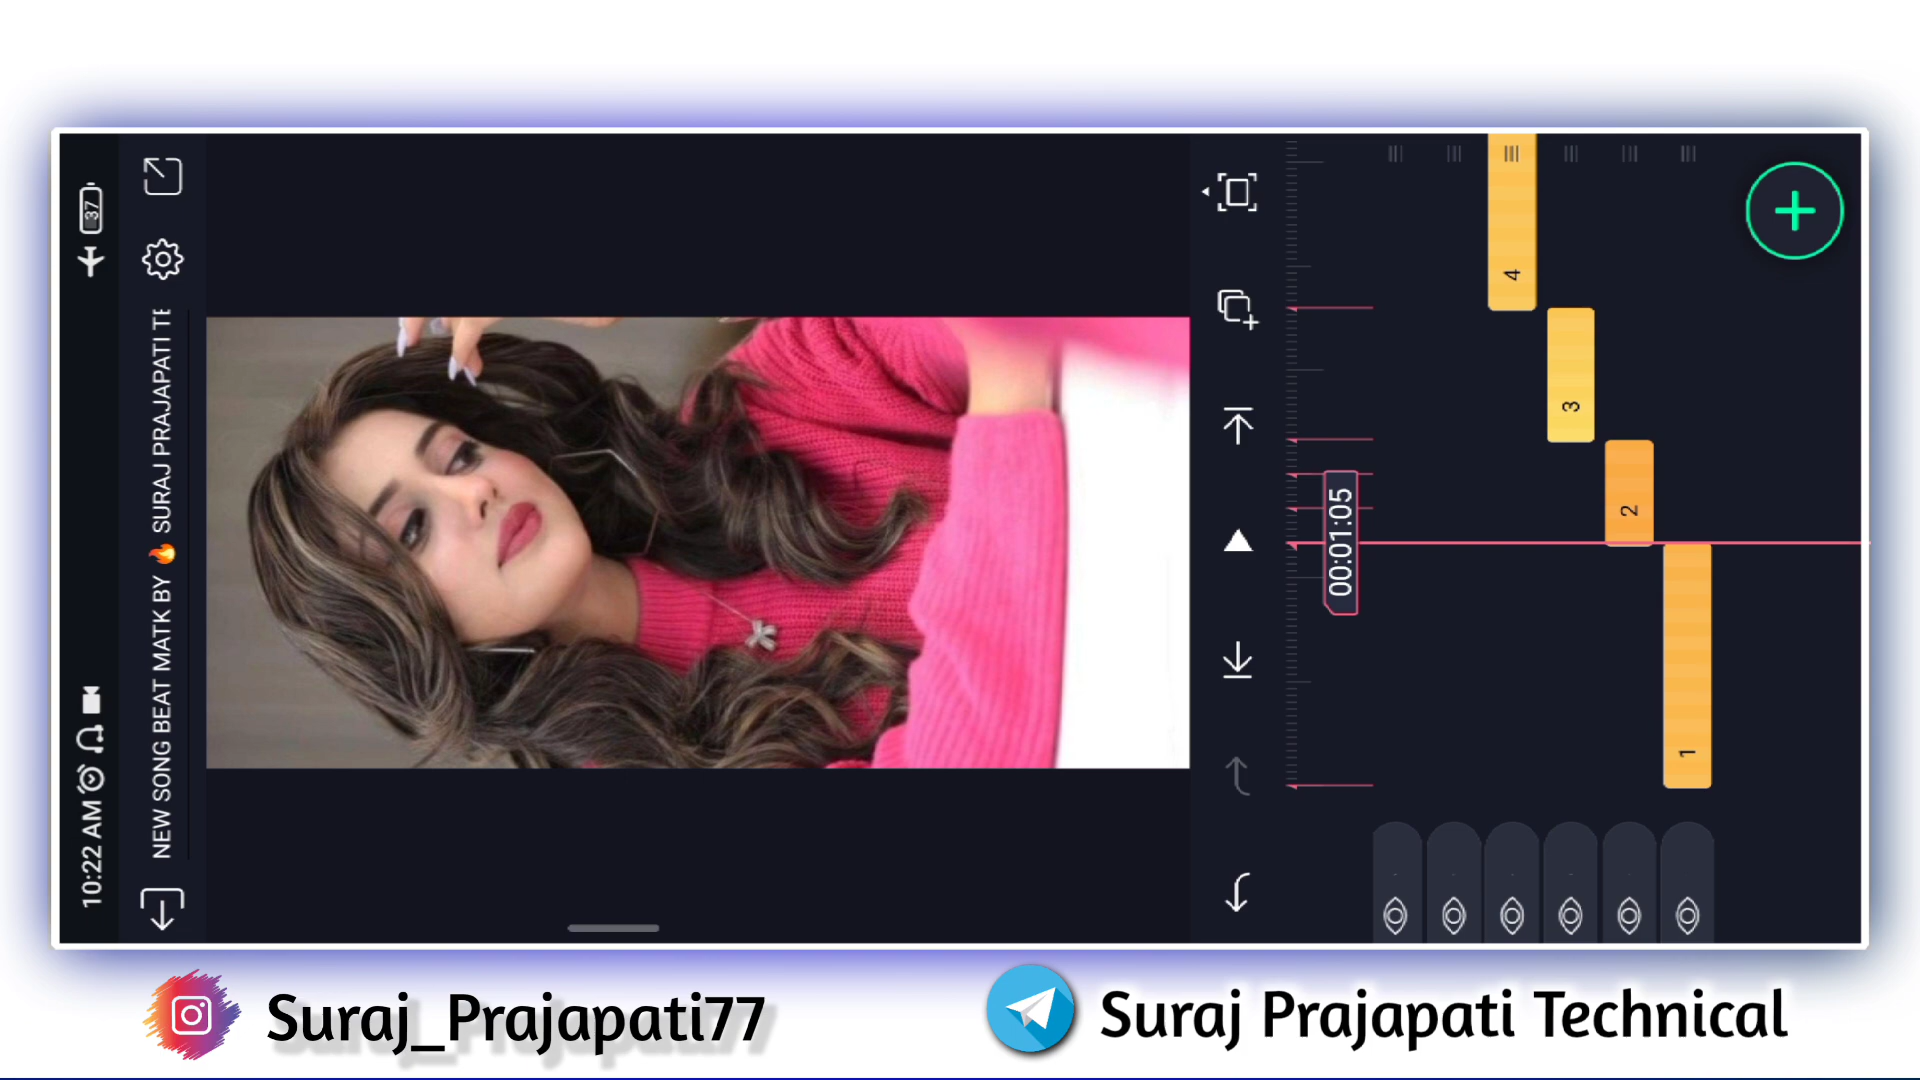 10:22 AM
37
NEW SONG BEAT MATK BY 🔥 SURAJ PRAJAPATI TE
00:01:05
4
3
2
1
Suraj_Prajapati77
Suraj Prajapati Technical